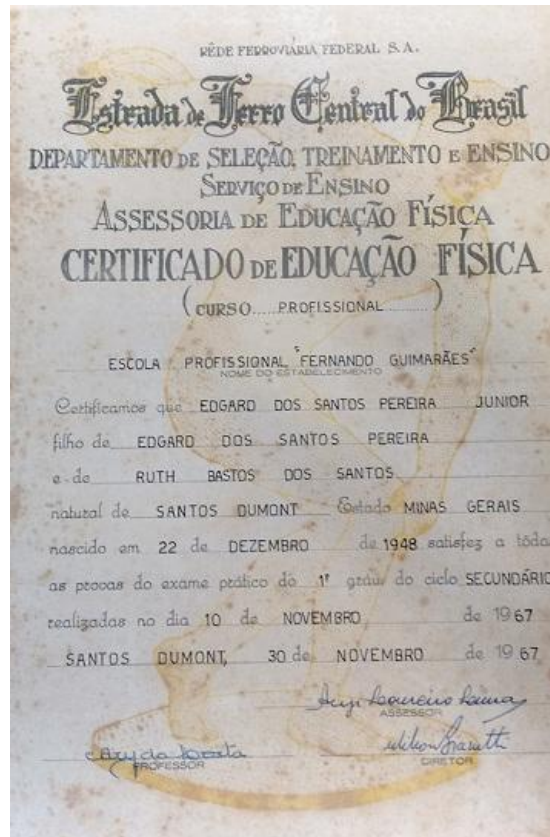 RÊDE FERROVIÁRIA FEDERAL S.A.
Estrada de Ferro Central do Brasil
DEPARTAMENTO DE SELEÇÃO, TREINAMENTO E ENSINO
SERVIÇO DE ENSINO
ASSESSORIA DE EDUCAÇÃO FÍSICA
CERTIFICADO DE EDUCAÇÃO FÍSICA
(CURSO PROFISSIONAL)
ESCOLA PROFISSIONAL "FERNANDO GUIMARÃES"
NOME DO ESTABELECIMENTO
Certificamos que EDGARD DOS SANTOS PEREIRA JUNIOR
filho de EDGARD DOS SANTOS PEREIRA
e de RUTH BASTOS DOS SANTOS
natural de SANTOS DUMONT Estado MINAS GERAIS
nascido em 22 de DEZEMBRO de 1948 satisfez a tôda
as provas do exame prático do 1º gráu do ciclo SECUNDÁRIO
realizadas no dia 10 de NOVEMBRO de 1967
SANTOS DUMONT, 30 de NOVEMBRO de 1967
ASSESSOR
PROFESSOR
DIRETOR